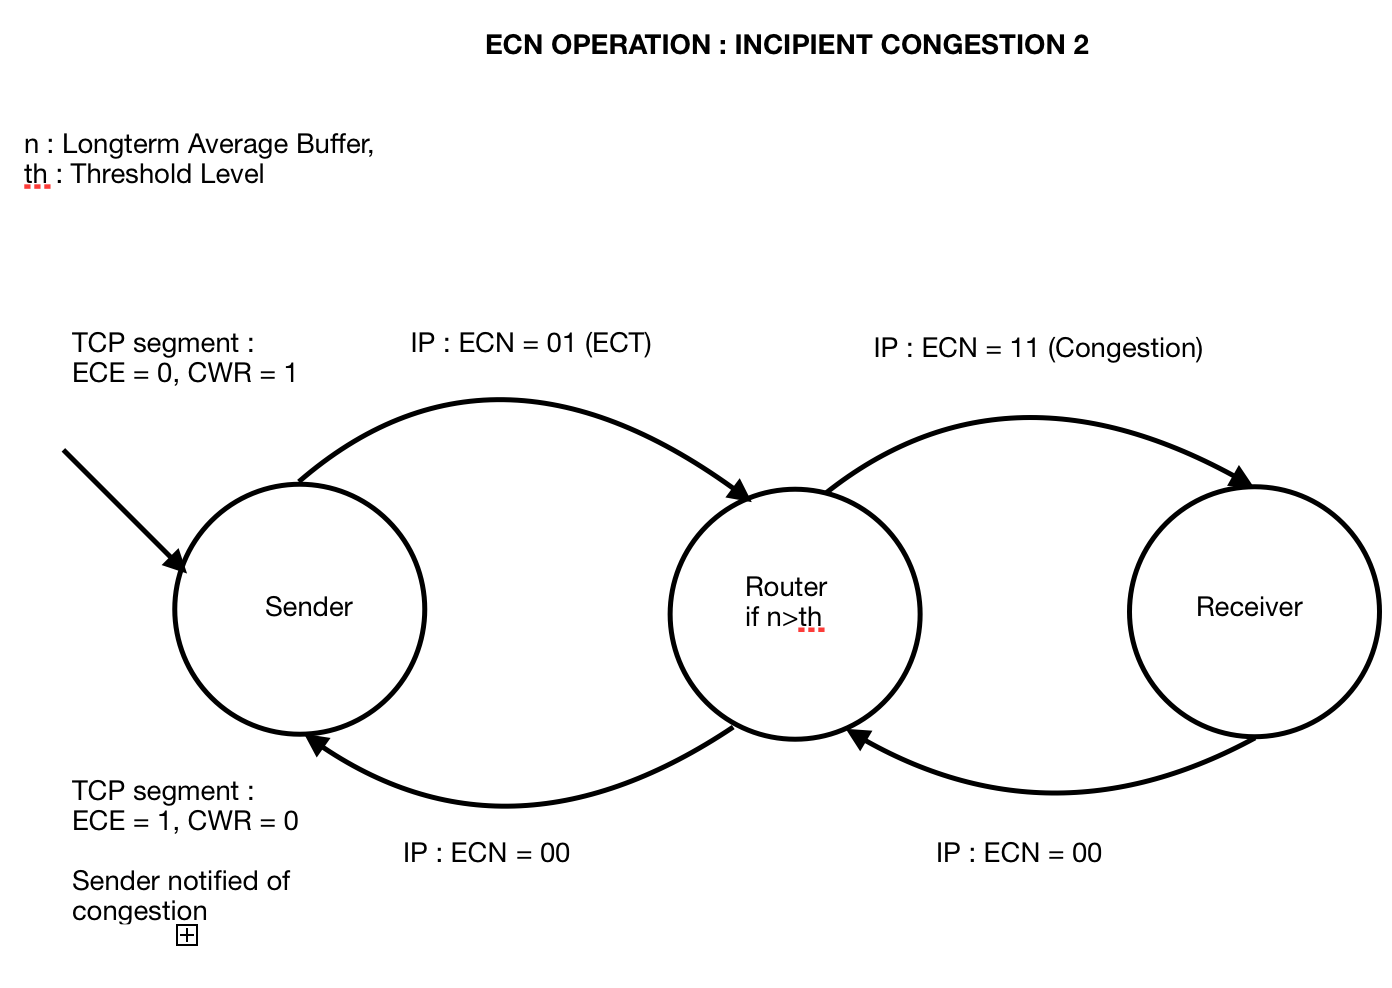 ECN OPERATION : INCIPIENT CONGESTION 2
n : Longterm Average Buffer,
th : Threshold Level
TCP segment :
ECE = 0, CWR = 1
IP : ECN = 01 (ECT)
IP : ECN = 11 (Congestion)
Sender
Router
if n>th
Receiver
TCP segment :
ECE = 1, CWR = 0
Sender notified of
congestion
IP : ECN = 00
IP : ECN = 00